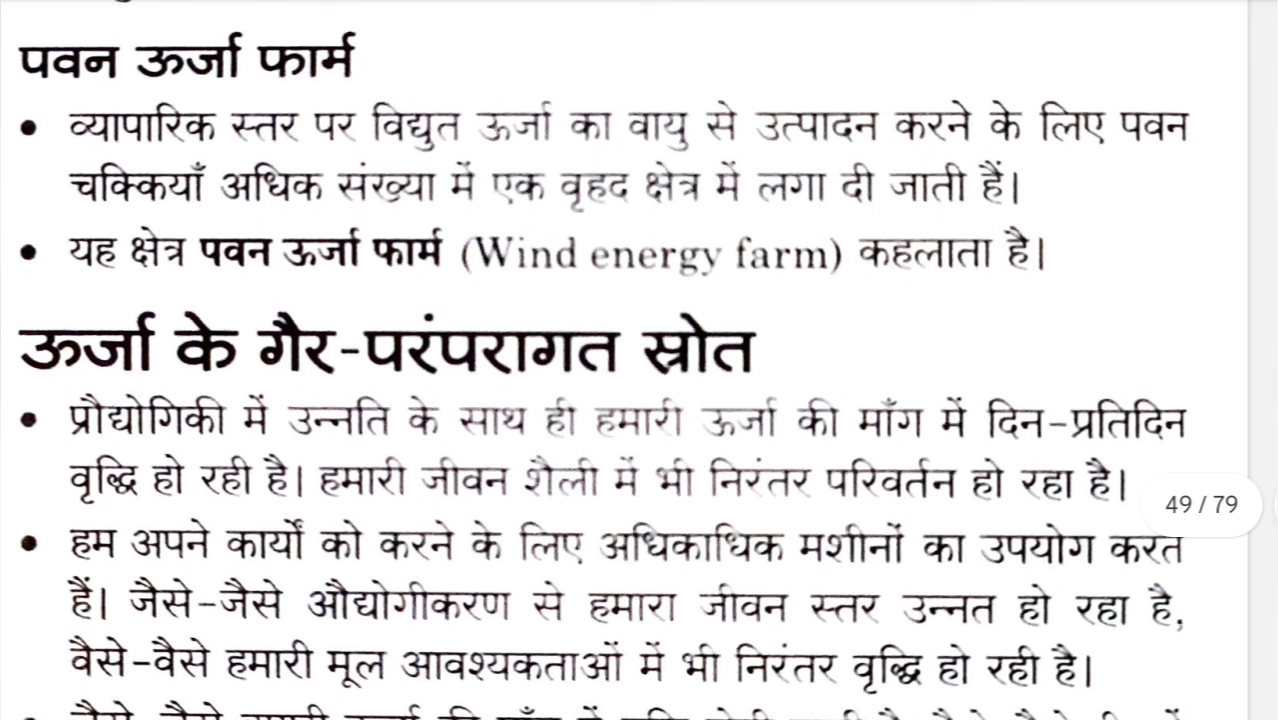 पवन ऊर्जा फार्म
• व्यापारिक स्तर पर विद्युत ऊर्जा का वायु से उत्पादन करने के लिए पवन
चक्कियाँ अधिक संख्या में एक वृहद क्षेत्र में लगा दी जाती हैं।
• यह क्षेत्र पवन ऊर्जा फार्म (Wind energy farm) कहलाता है।
ऊर्जा के गैर-परंपरागत स्रोत
• प्रौद्योगिकी में उन्नति के साथ ही हमारी ऊर्जा की माँग में दिन-प्रतिदिन
वृद्धि हो रही है। हमारी जीवन शैली में भी निरंतर परिवर्तन हो रहा है।
49 / 79
• हम अपने कार्यों को करने के लिए अधिकाधिक मशीनों का उपयोग करते
हैं। जैसे-जैसे औद्योगीकरण से हमारा जीवन स्तर उन्नत हो रहा है,
वैसे-वैसे हमारी मूल आवश्यकताओं में भी निरंतर वृद्धि हो रही है।